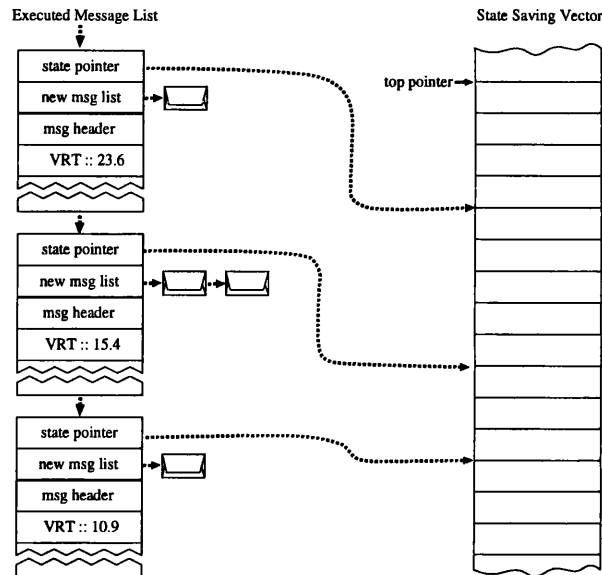 Executed Message List
State Saving Vector
state pointer
top pointer
new msg list
msg header
VRT :: 23.6
state pointer
new msg list
msg header
VRT :: 15.4
state pointer
new msg list
msg header
VRT :: 10.9